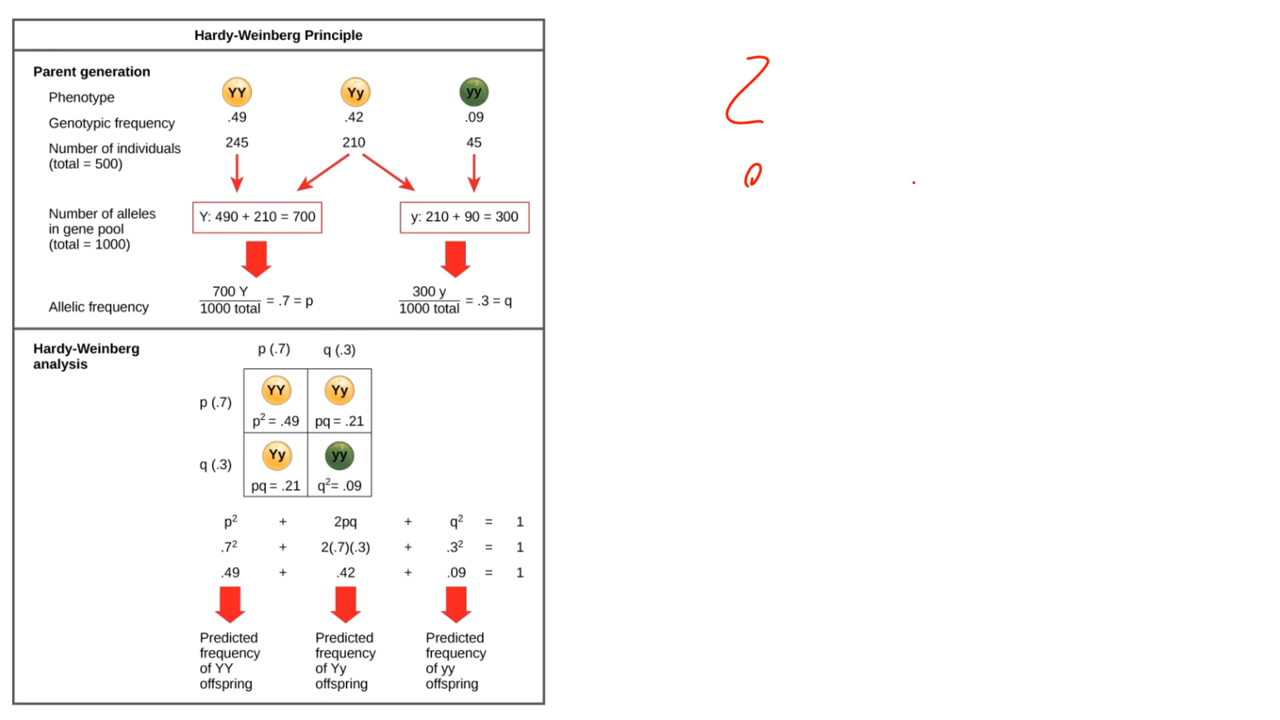 Hardy-Weinberg Principle
Parent generation
Phenotype YY Yy yy
Genotypic frequency .49 .42 .09
Number of individuals 245 210 45
(total = 500)
Number of alleles
in gene pool
(total = 1000)
Y: 490 + 210 = 700 y: 210 + 90 = 300
Allelic frequency
700 Y
1000 total = .7 = p
300 y
1000 total = .3 = q
Hardy-Weinberg
analysis
p (.7) q (.3)
p (.7)
YY Yy
p² = .49 pq = .21
q (.3)
Yy yy
pq = .21 q²= .09
p² + 2pq + q² = 1
.7² + 2(.7)(.3) + .3² = 1
.49 + .42 + .09 = 1
Predicted
frequency
of YY
offspring
Predicted
frequency
of Yy
offspring
Predicted
frequency
of yy
offspring